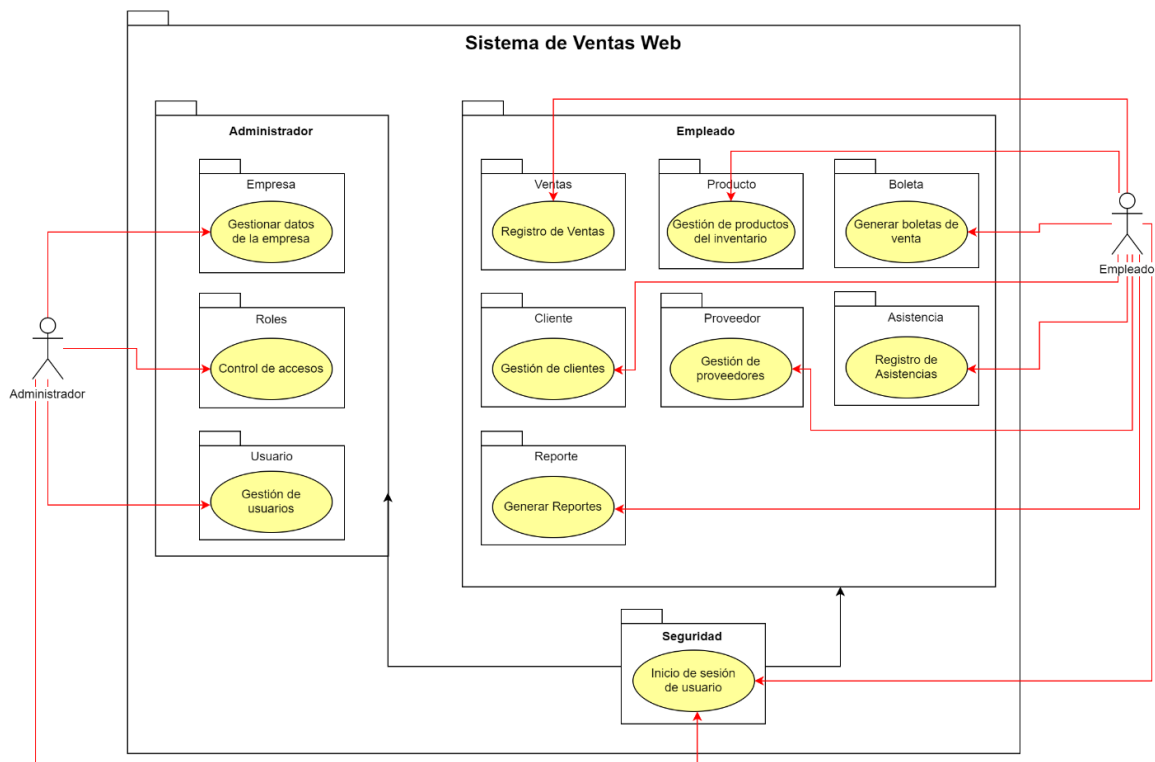 Sistema de Ventas Web
Administrador
Empresa
Gestionar datos
de la empresa
Roles
Control de accesos
Usuario
Gestión de
usuarios
Empleado
Ventas
Registro de Ventas
Producto
Gestión de productos
del inventario
Boleta
Generar boletas de
venta
Cliente
Gestión de clientes
Proveedor
Gestión de
proveedores
Asistencia
Registro de
Asistencias
Reporte
Generar Reportes
Seguridad
Inicio de sesión
de usuario
Administrador
Empleado